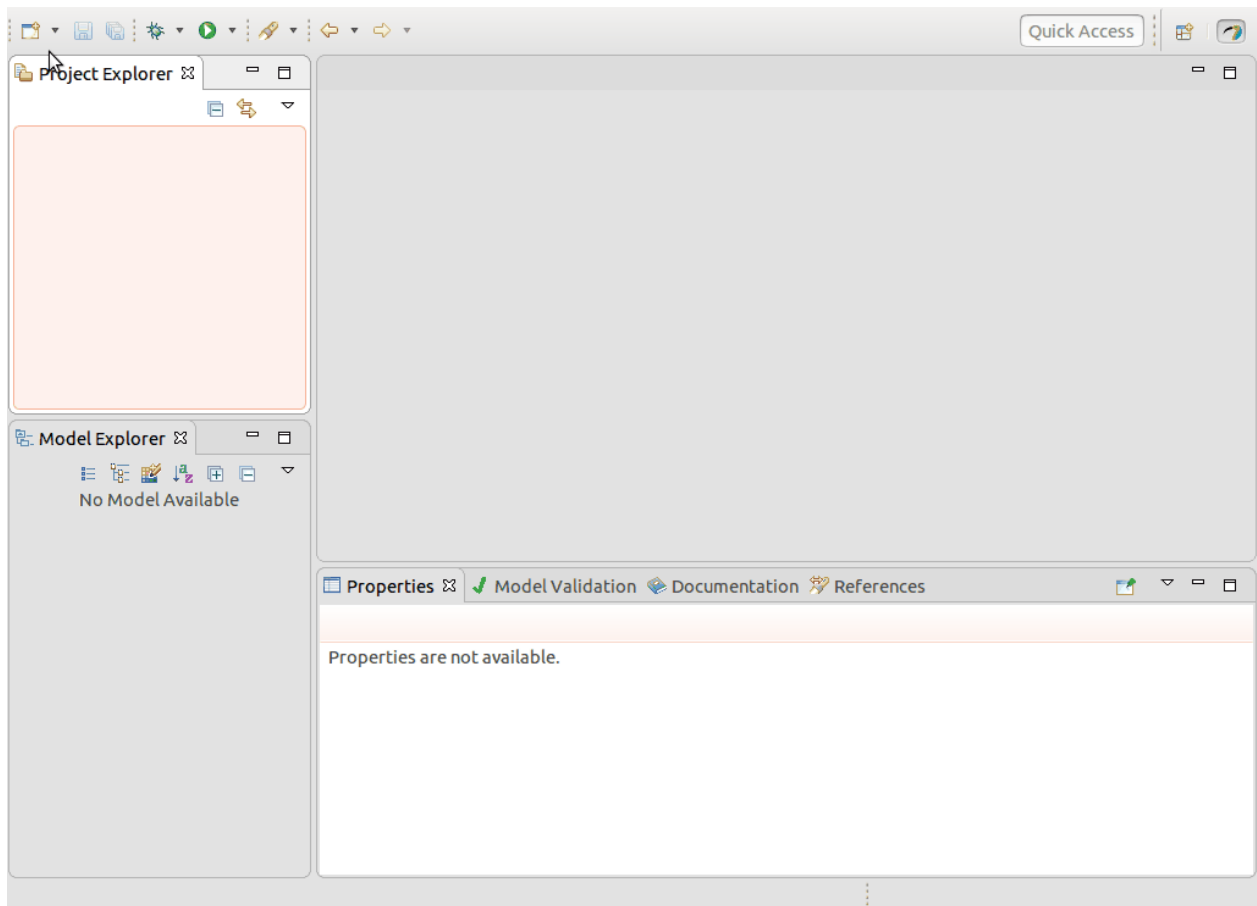 Quick Access
Project Explorer
Model Explorer
No Model Available
Properties Model Validation Documentation References
Properties are not available.